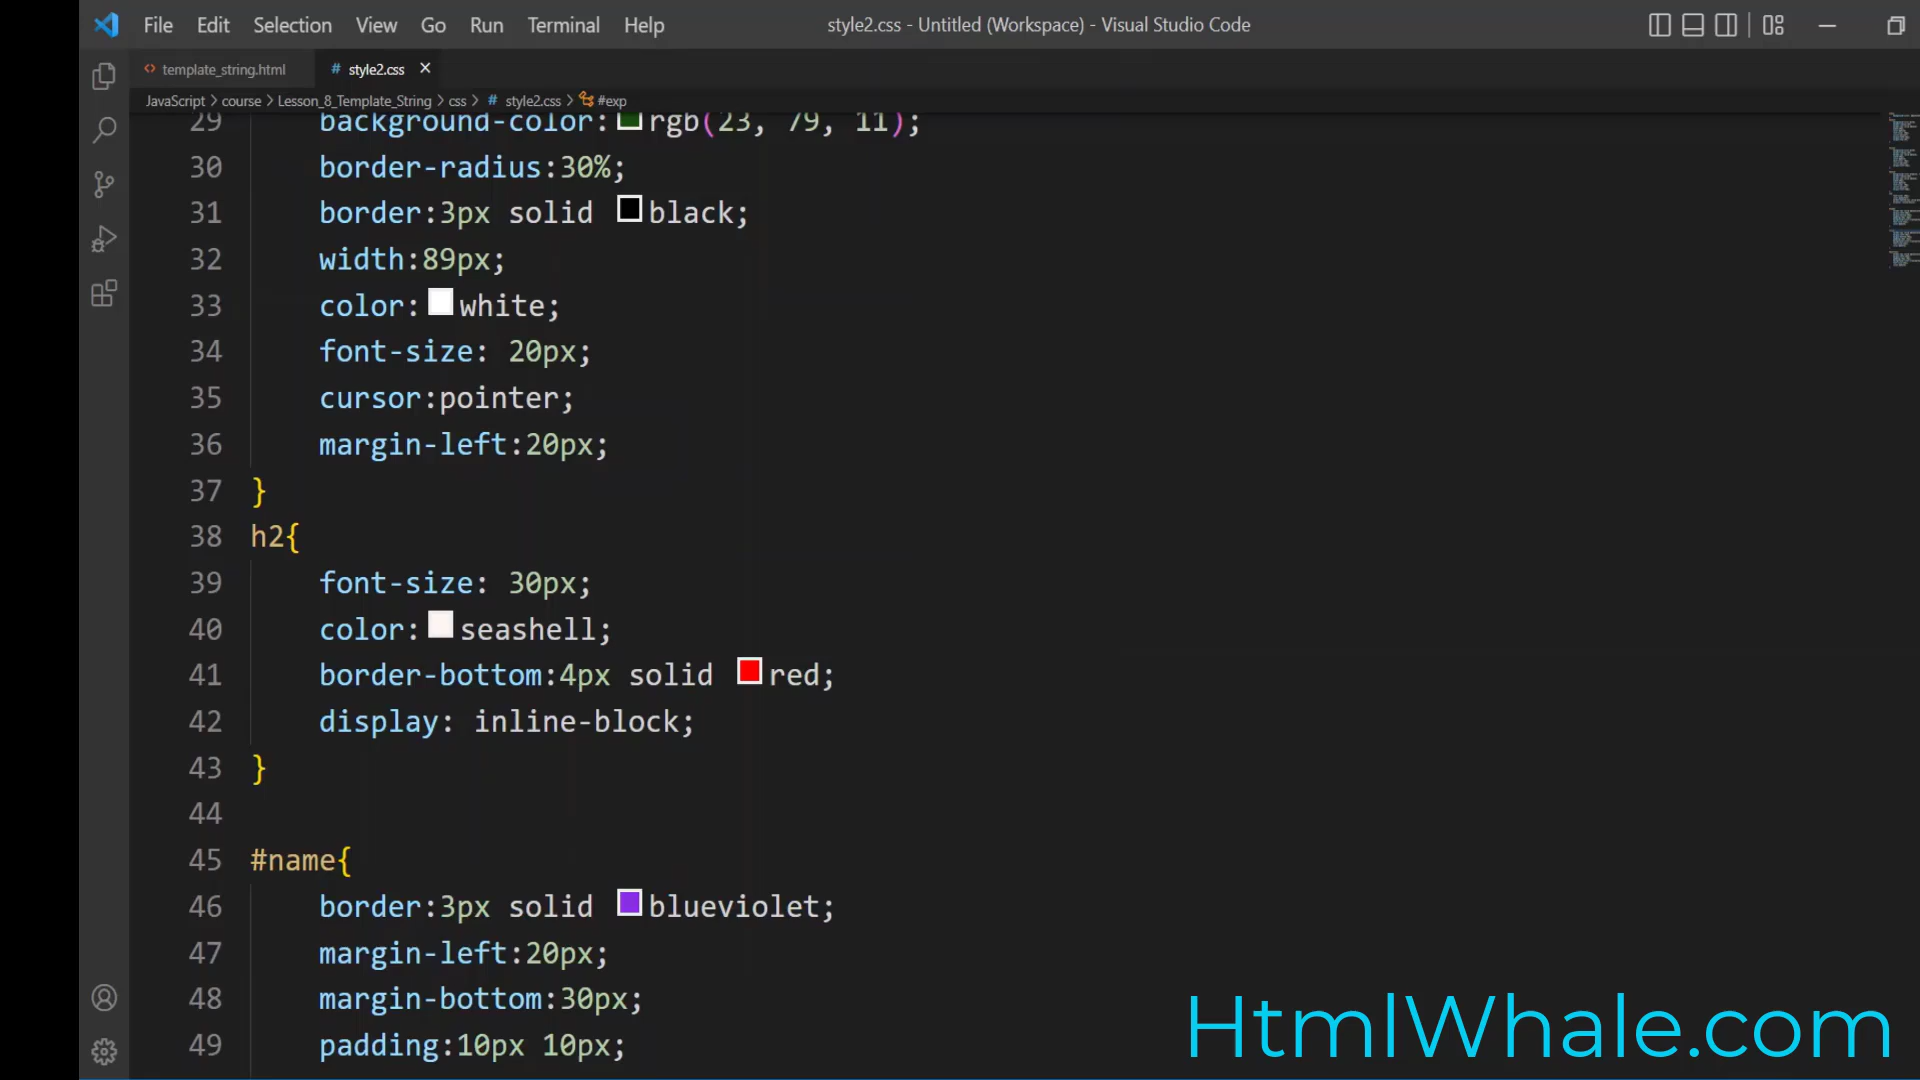 File Edit Selection View Go Run Terminal Help style2.css - Untitled (Workspace) - Visual Studio Code
template_string.html # style2.css
JavaScript > course > Lesson_8_Template_String > css > # style2.css > #exp
29 background-color:rgb(23, 79, 11);
30 border-radius:30%;
31 border:3px solid black;
32 width:89px;
33 color:white;
34 font-size: 20px;
35 cursor:pointer;
36 margin-left:20px;
37 }
38 h2{
39 font-size: 30px;
40 color:seashell;
41 border-bottom:4px solid red;
42 display: inline-block;
43 }
44
45 #name{
46 border:3px solid blueviolet;
47 margin-left:20px;
48 margin-bottom:30px;
49 padding:10px 10px;
HtmlWhale.com